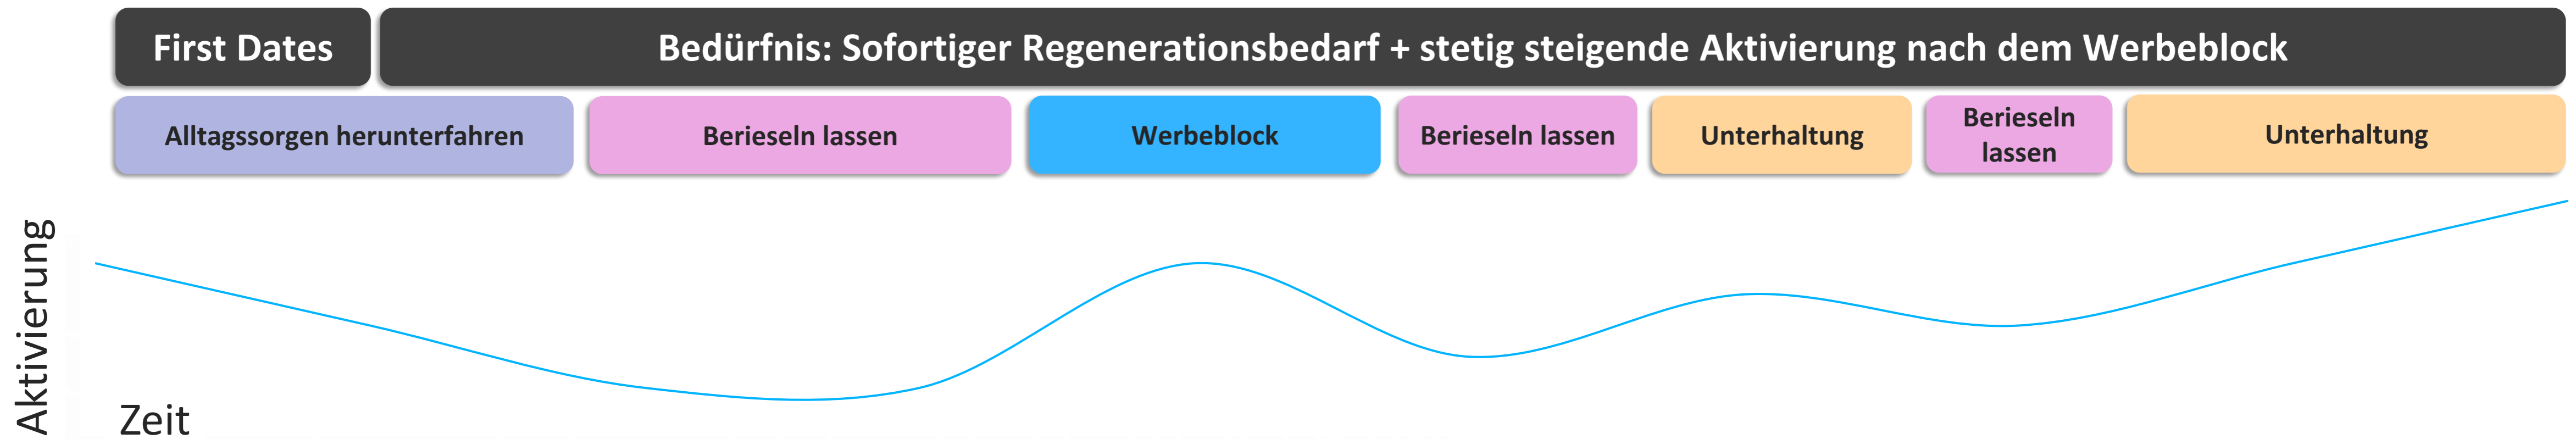 First Dates
Bedürfnis: Sofortiger Regenerationsbedarf + stetig steigende Aktivierung nach dem Werbeblock
Alltagssorgen herunterfahren
Berieseln lassen
Werbeblock
Berieseln lassen
Unterhaltung
Berieseln
lassen
Unterhaltung
Aktivierung
Zeit